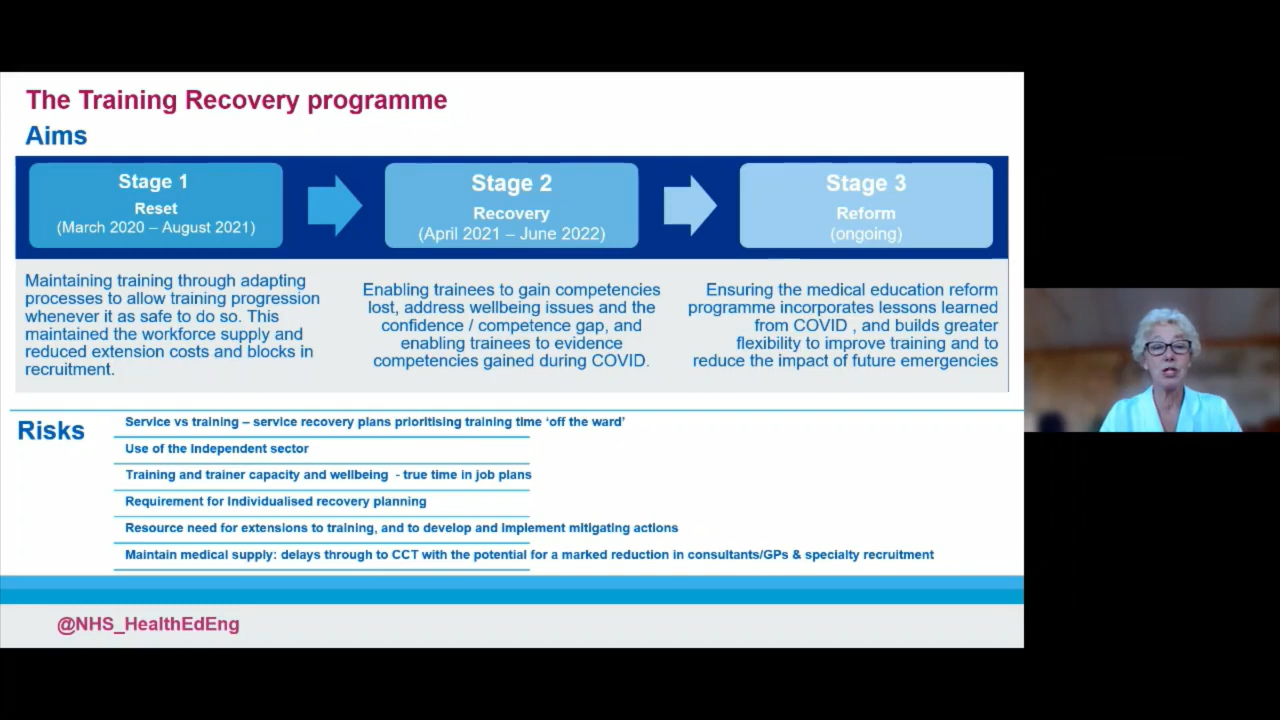 The Training Recovery programme
Aims
Stage 1
Reset
(March 2020 – August 2021)
Stage 2
Recovery
(April 2021 – June 2022)
Stage 3
Reform
(ongoing)
Maintaining training through adapting
processes to allow training progression
whenever it as safe to do so. This
maintained the workforce supply and
reduced extension costs and blocks in
recruitment.
Enabling trainees to gain competencies
lost, address wellbeing issues and the
confidence / competence gap, and
enabling trainees to evidence
competencies gained during COVID.
Ensuring the medical education reform
programme incorporates lessons learned
from COVID , and builds greater
flexibility to improve training and to
reduce the impact of future emergencies
Risks
Service vs training – service recovery plans prioritising training time ‘off the ward’
Use of the Independent sector
Training and trainer capacity and wellbeing - true time in job plans
Requirement for Individualised recovery planning
Resource need for extensions to training, and to develop and implement mitigating actions
Maintain medical supply: delays through to CCT with the potential for a marked reduction in consultants/GPs & specialty recruitment
@NHS_HealthEdEng